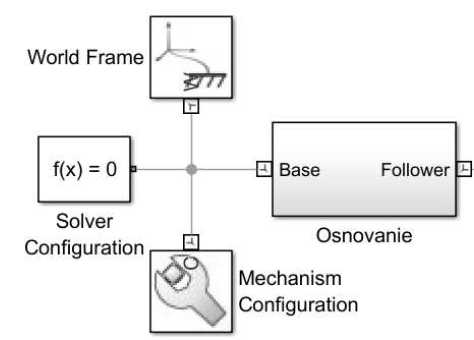 World Frame
f(x) = 0
Solver
Configuration
Base
Follower
Osnovanie
Mechanism
Configuration